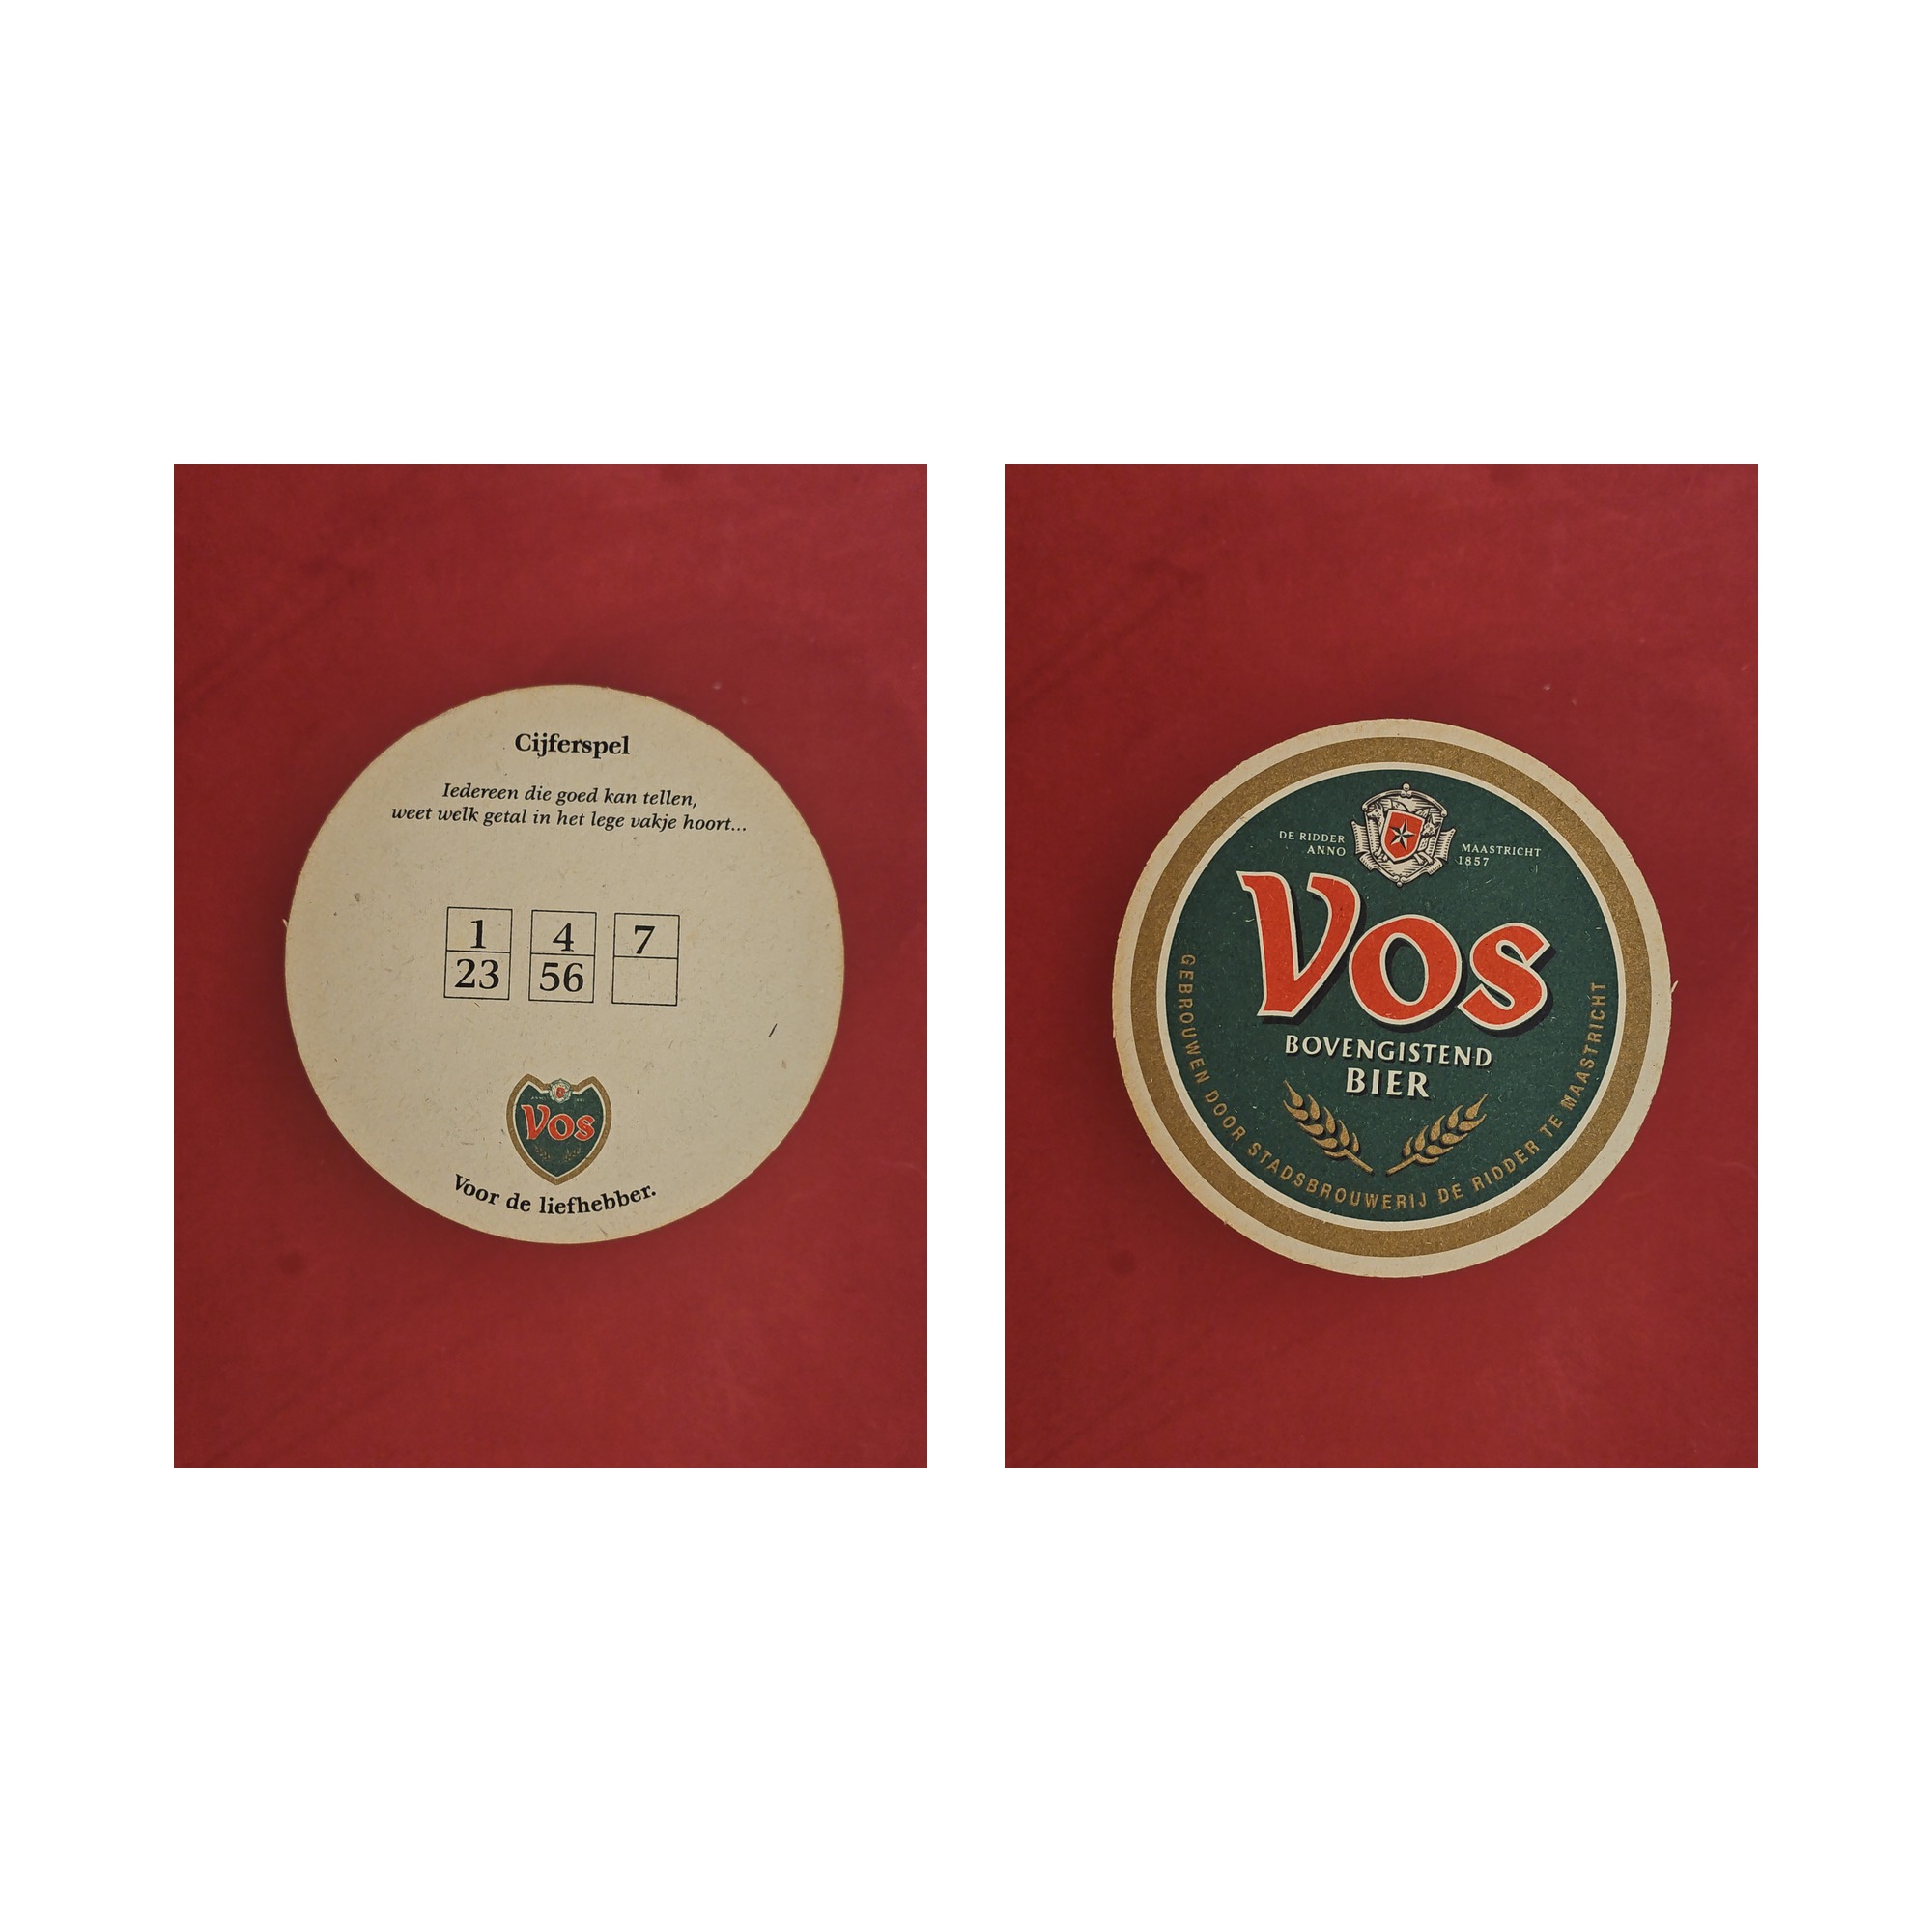 Cijferspel
Iedereen die goed kan tellen,
weet welk getal in het lege vakje hoort...
1 4 7
23 56
Vos
Voor de liefhebber.
DE RIDDER MAASTRICHT
ANNO 1857
Vos
BOVENGISTEND
BIER
GEBROUWEN DOOR STADSBROUWERIJ DE RIDDER TE MAASTRICHT